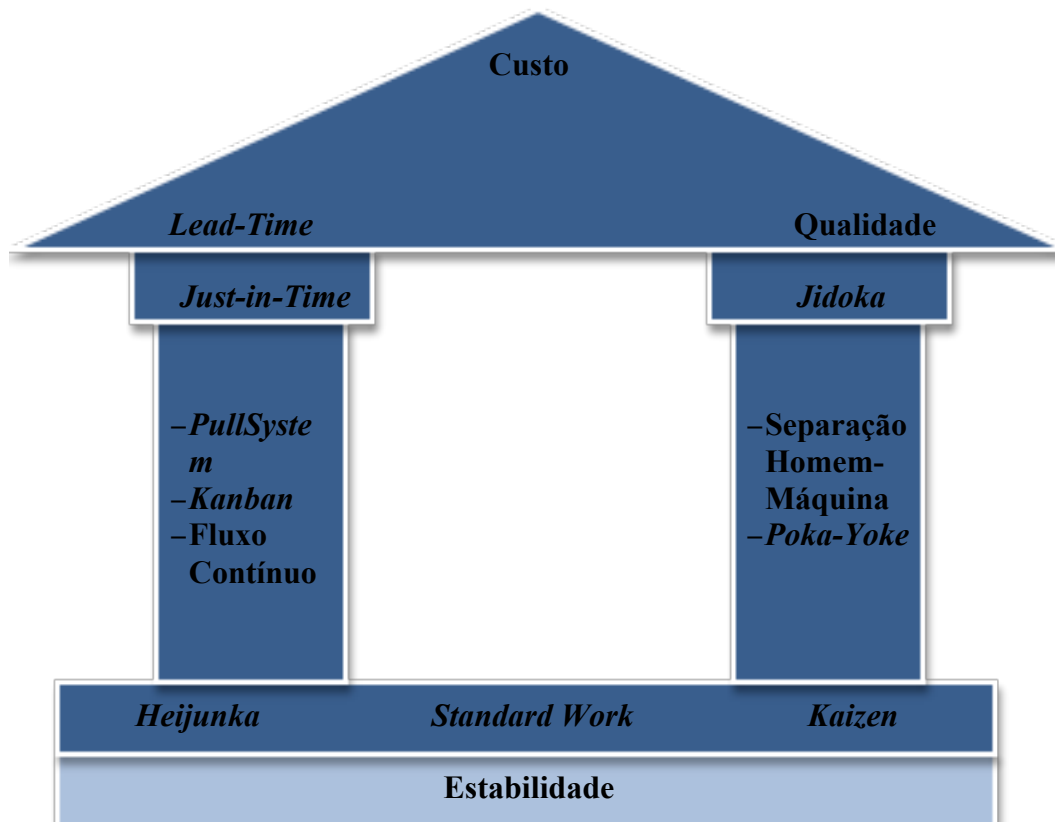 Custo
Lead-Time
Qualidade
Just-in-Time
Jidoka
–PullSyste
m
–Kanban
–Fluxo
Contínuo
–Separação
Homem-
Máquina
–Poka-Yoke
Heijunka
Standard Work
Kaizen
Estabilidade